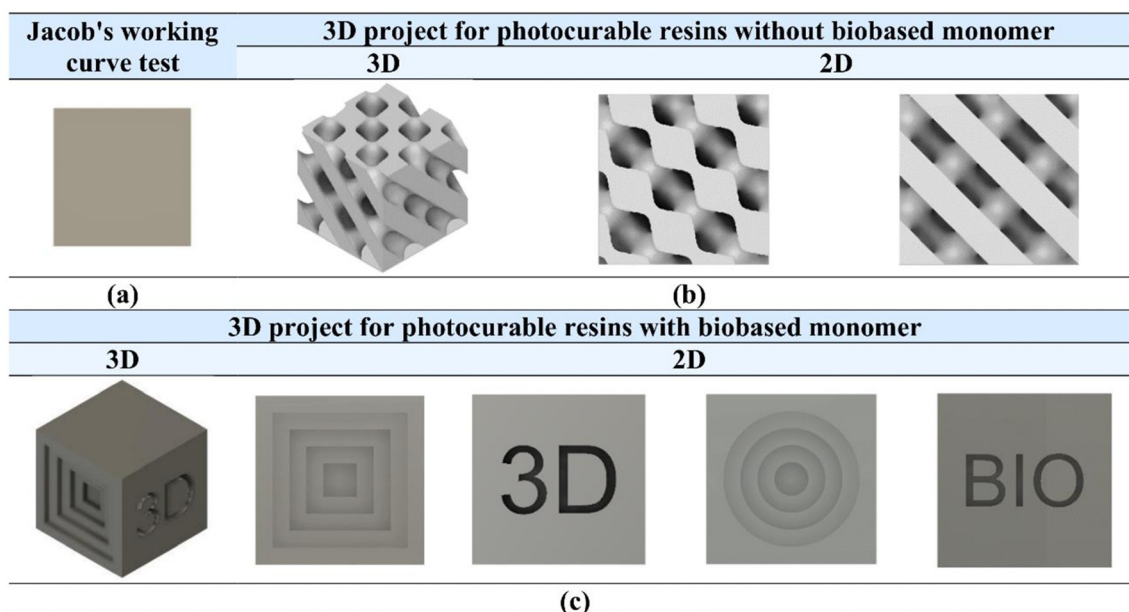 Jacob's working
curve test
3D project for photocurable resins without biobased monomer
3D
2D
(a)
(b)
3D project for photocurable resins with biobased monomer
3D
2D
3D
3D
BIO
(c)